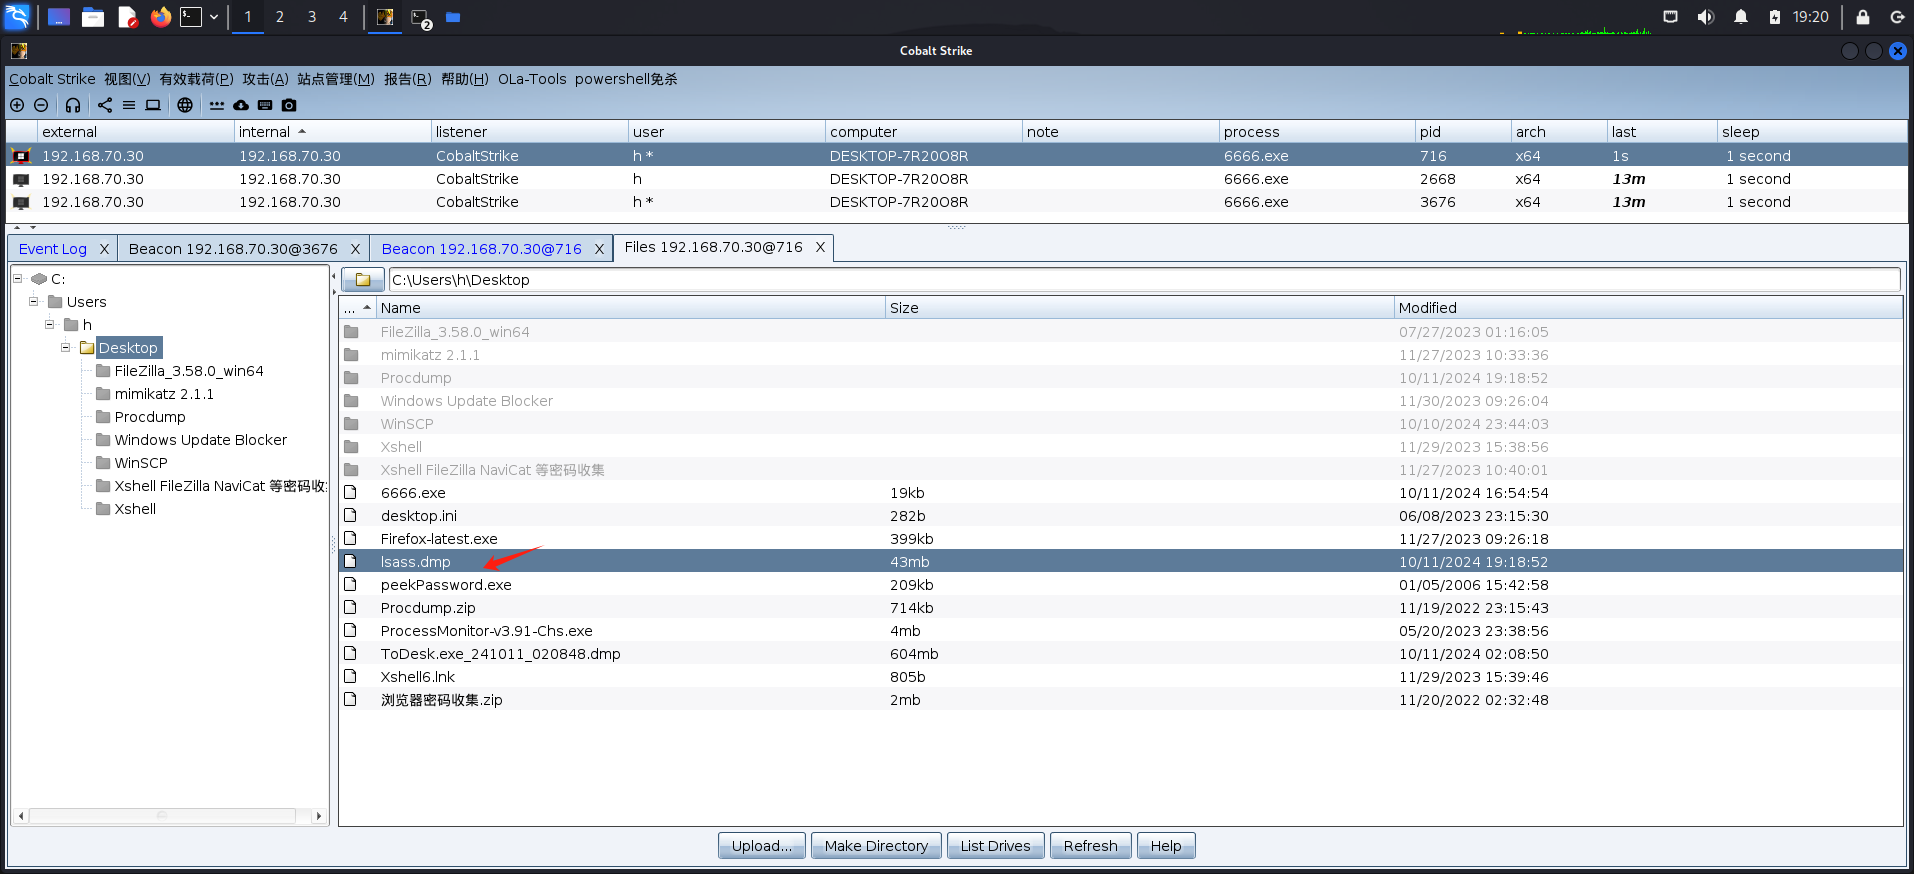 1 2 3 4 2 19:20
Cobalt Strike
Cobalt Strike 视图(V) 有效载荷(P) 攻击(A) 站点管理(M) 报告(R) 帮助(H) OLa-Tools powershell免杀
external internal listener user computer note process pid arch last sleep
192.168.70.30 192.168.70.30 CobaltStrike h * DESKTOP-7R20O8R 6666.exe 716 x64 1s 1 second
192.168.70.30 192.168.70.30 CobaltStrike h DESKTOP-7R20O8R 6666.exe 2668 x64 13m 1 second
192.168.70.30 192.168.70.30 CobaltStrike h * DESKTOP-7R20O8R 6666.exe 3676 x64 13m 1 second
Event Log X Beacon 192.168.70.30@3676 X Beacon 192.168.70.30@716 X Files 192.168.70.30@716 X
C:
Users
h
Desktop
FileZilla_3.58.0_win64
mimikatz 2.1.1
Procdump
Windows Update Blocker
WinSCP
Xshell FileZilla NaviCat 等密码收
Xshell
C:\Users\h\Desktop
... Name Size Modified
FileZilla_3.58.0_win64 07/27/2023 01:16:05
mimikatz 2.1.1 11/27/2023 10:33:36
Procdump 10/11/2024 19:18:52
Windows Update Blocker 11/30/2023 09:26:04
WinSCP 10/10/2024 23:44:03
Xshell 11/29/2023 15:38:56
Xshell FileZilla NaviCat 等密码收集 11/27/2023 10:40:01
6666.exe 19kb 10/11/2024 16:54:54
desktop.ini 282b 06/08/2023 23:15:30
Firefox-latest.exe 399kb 11/27/2023 09:26:18
lsass.dmp 43mb 10/11/2024 19:18:52
peekPassword.exe 209kb 01/05/2006 15:42:58
Procdump.zip 714kb 11/19/2022 23:15:43
ProcessMonitor-v3.91-Chs.exe 4mb 05/20/2023 23:38:56
ToDesk.exe_241011_020848.dmp 604mb 10/11/2024 02:08:50
Xshell6.lnk 805b 11/29/2023 15:39:46
浏览器密码收集.zip 2mb 11/20/2022 02:32:48
Upload... Make Directory List Drives Refresh Help